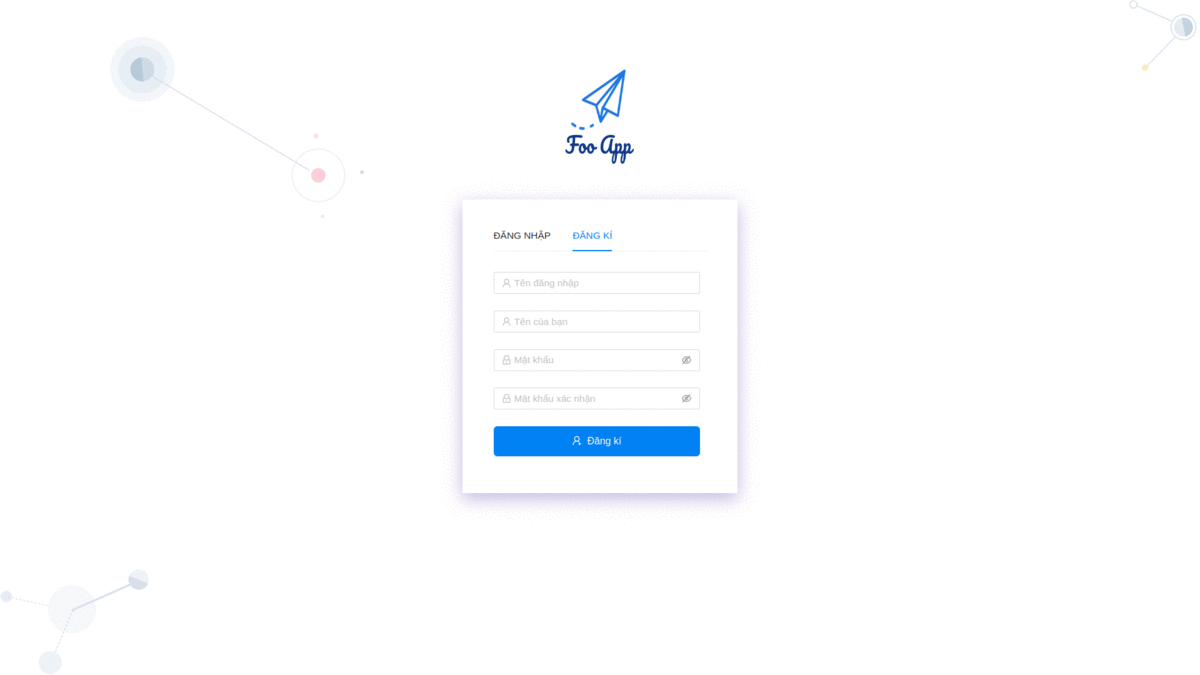 Foo App
ĐĂNG NHẬP ĐĂNG KÍ
Tên đăng nhập
Tên của bạn
Mật khẩu
Mật khẩu xác nhận
Đăng kí